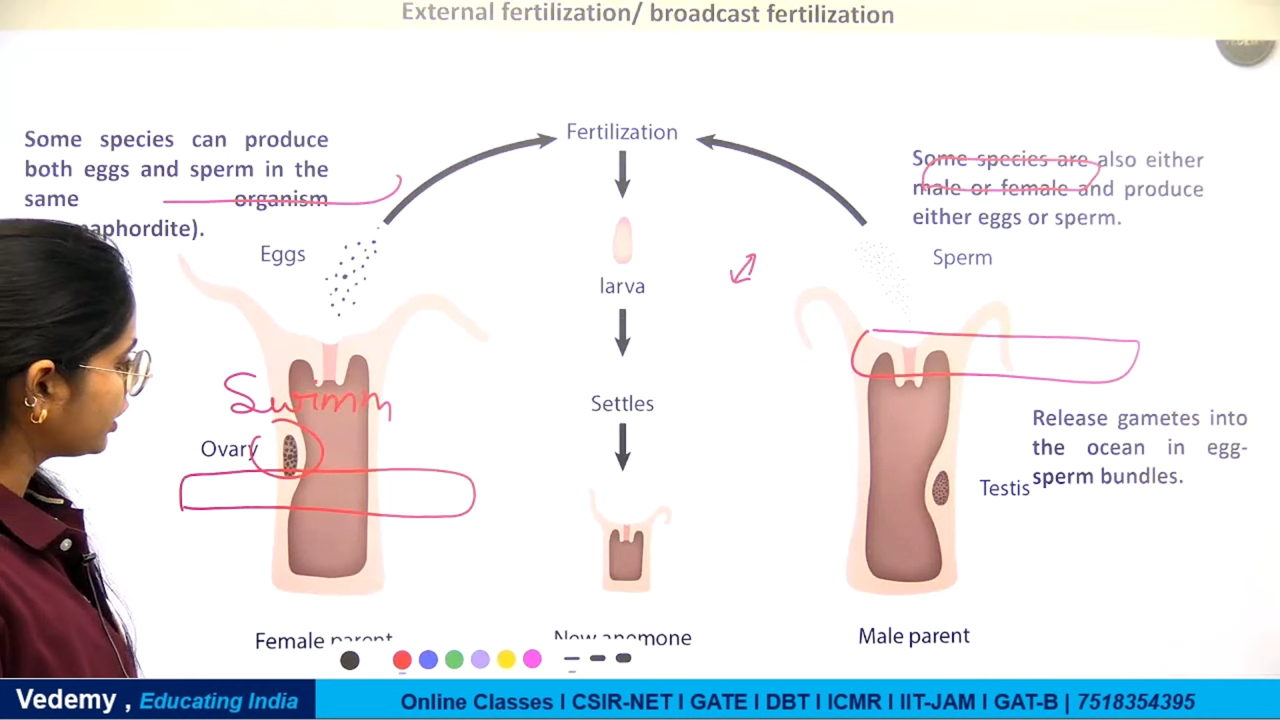 External fertilization/ broadcast fertilization
Some species can produce
both eggs and sperm in the
same organism
aphordite).
Fertilization
Some species are also either
male or female and produce
either eggs or sperm.
Eggs
Sperm
larva
Swimm
Settles
Ovary
Release gametes into
the ocean in egg-
sperm bundles.
Testis
Female parent
New anemone
Male parent
Vedemy , Educating India
Online Classes I CSIR-NET I GATE I DBT I ICMR I IIT-JAM I GAT-B | 7518354395